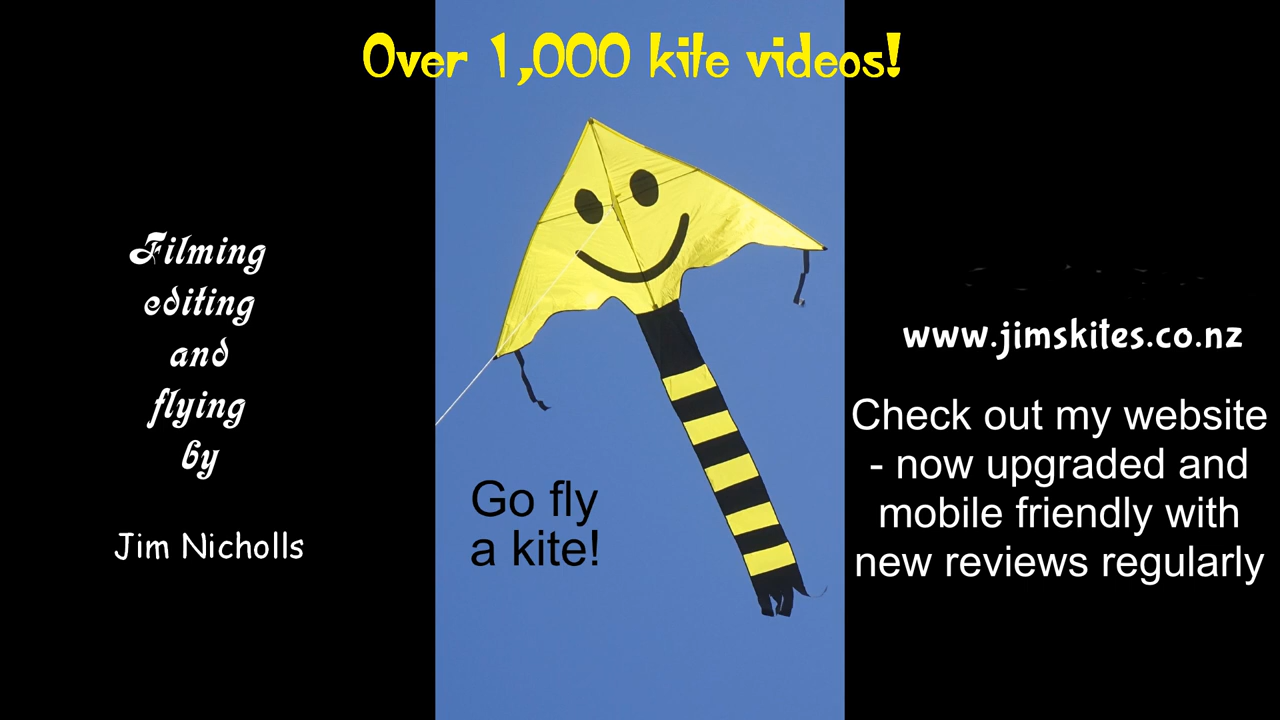 Over 1,000 kite videos!
Filming
editing
and
flying
by
Jim Nicholls
Go fly
a kite!
www.jimskites.co.nz
Check out my website
- now upgraded and
mobile friendly with
new reviews regularly